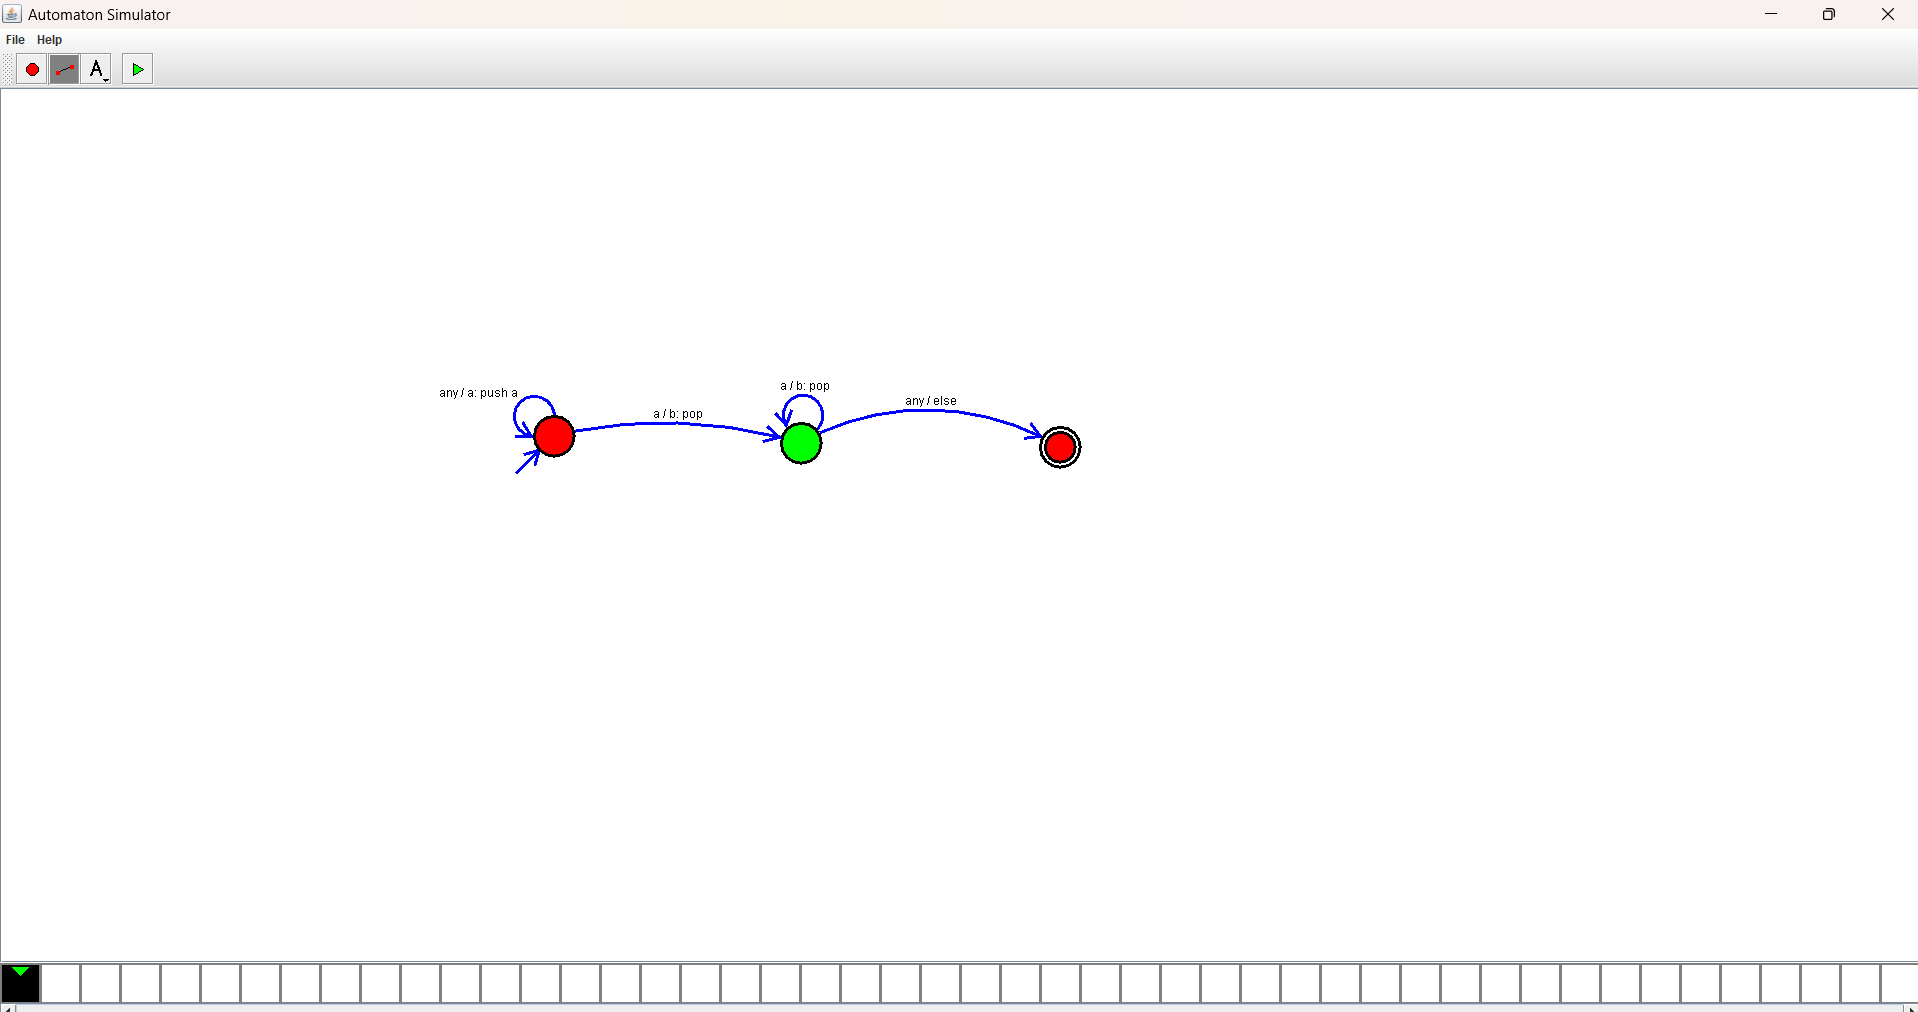 Automaton Simulator
File Help
A
any / a: push a
a / b: pop
a / b: pop
any / else